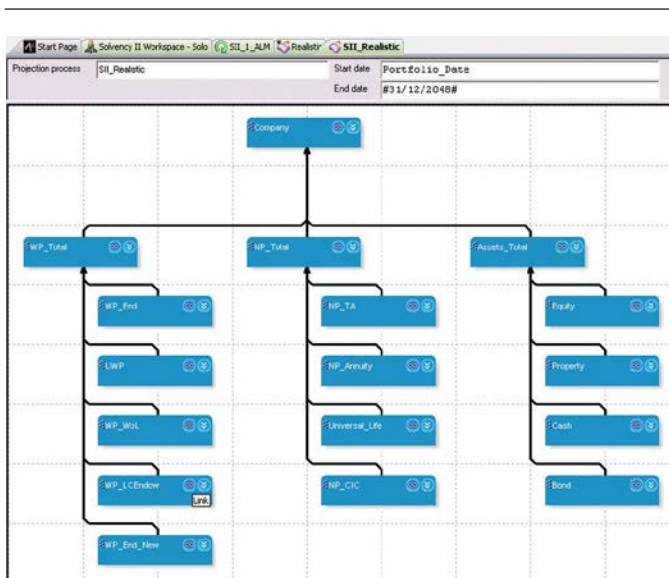 Start Page Solvency II Workspace - Solo SII_1_ALM Realistir SII_Realistic
Projection process SII_Realistic Start date Portfolio_Date
End date #31/12/2048#
Company
WP_Total NP_Total Assets_Total
WP_End NP_TA Equity
UWP NP_Annuity Property
WP_WoL Universal_Life Cash
WP_LCEndow NP_CIC Bond
Link
WP_End_New